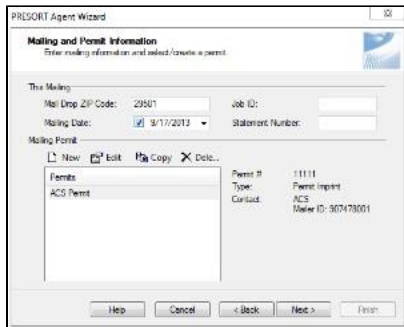 PRESORT Agent Wizard
Mailing and Permit Information
Enter mailing information and select/create a permit.
This Mailing
Mail Drop ZIP Code: 29501 Job ID:
Mailing Date: 9/17/2013 Statement Number:
Mailing Permit
New Edit Copy Dele...
Permits
ACS Permit
Permit # 11111
Type: Permit Imprint
Contact: ACS
Mailer ID: 907478001
Help Cancel < Back Next > Finish